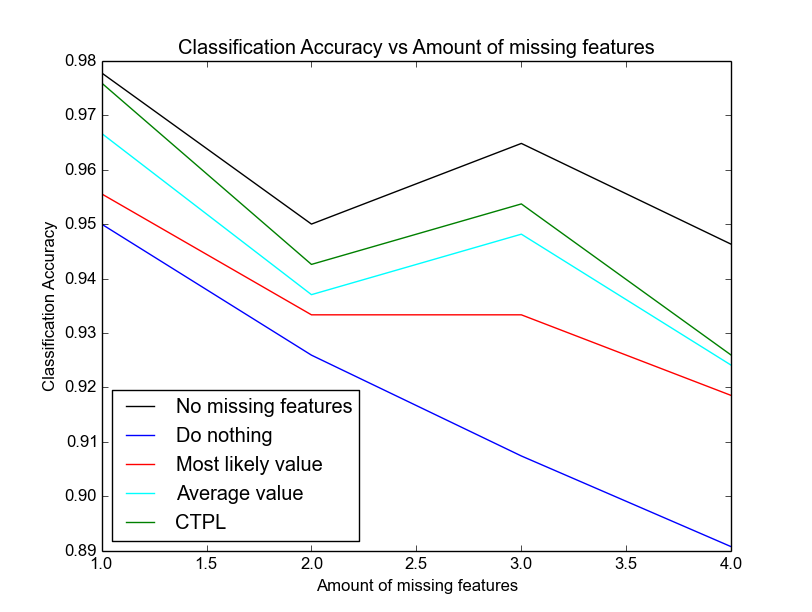 Classification Accuracy vs Amount of missing features
0.98
0.97
0.96
0.95
0.94
0.93
0.92
0.91
0.90
0.89
Classification Accuracy
No missing features
Do nothing
Most likely value
Average value
CTPL
1.0 1.5 2.0 2.5 3.0 3.5 4.0
Amount of missing features